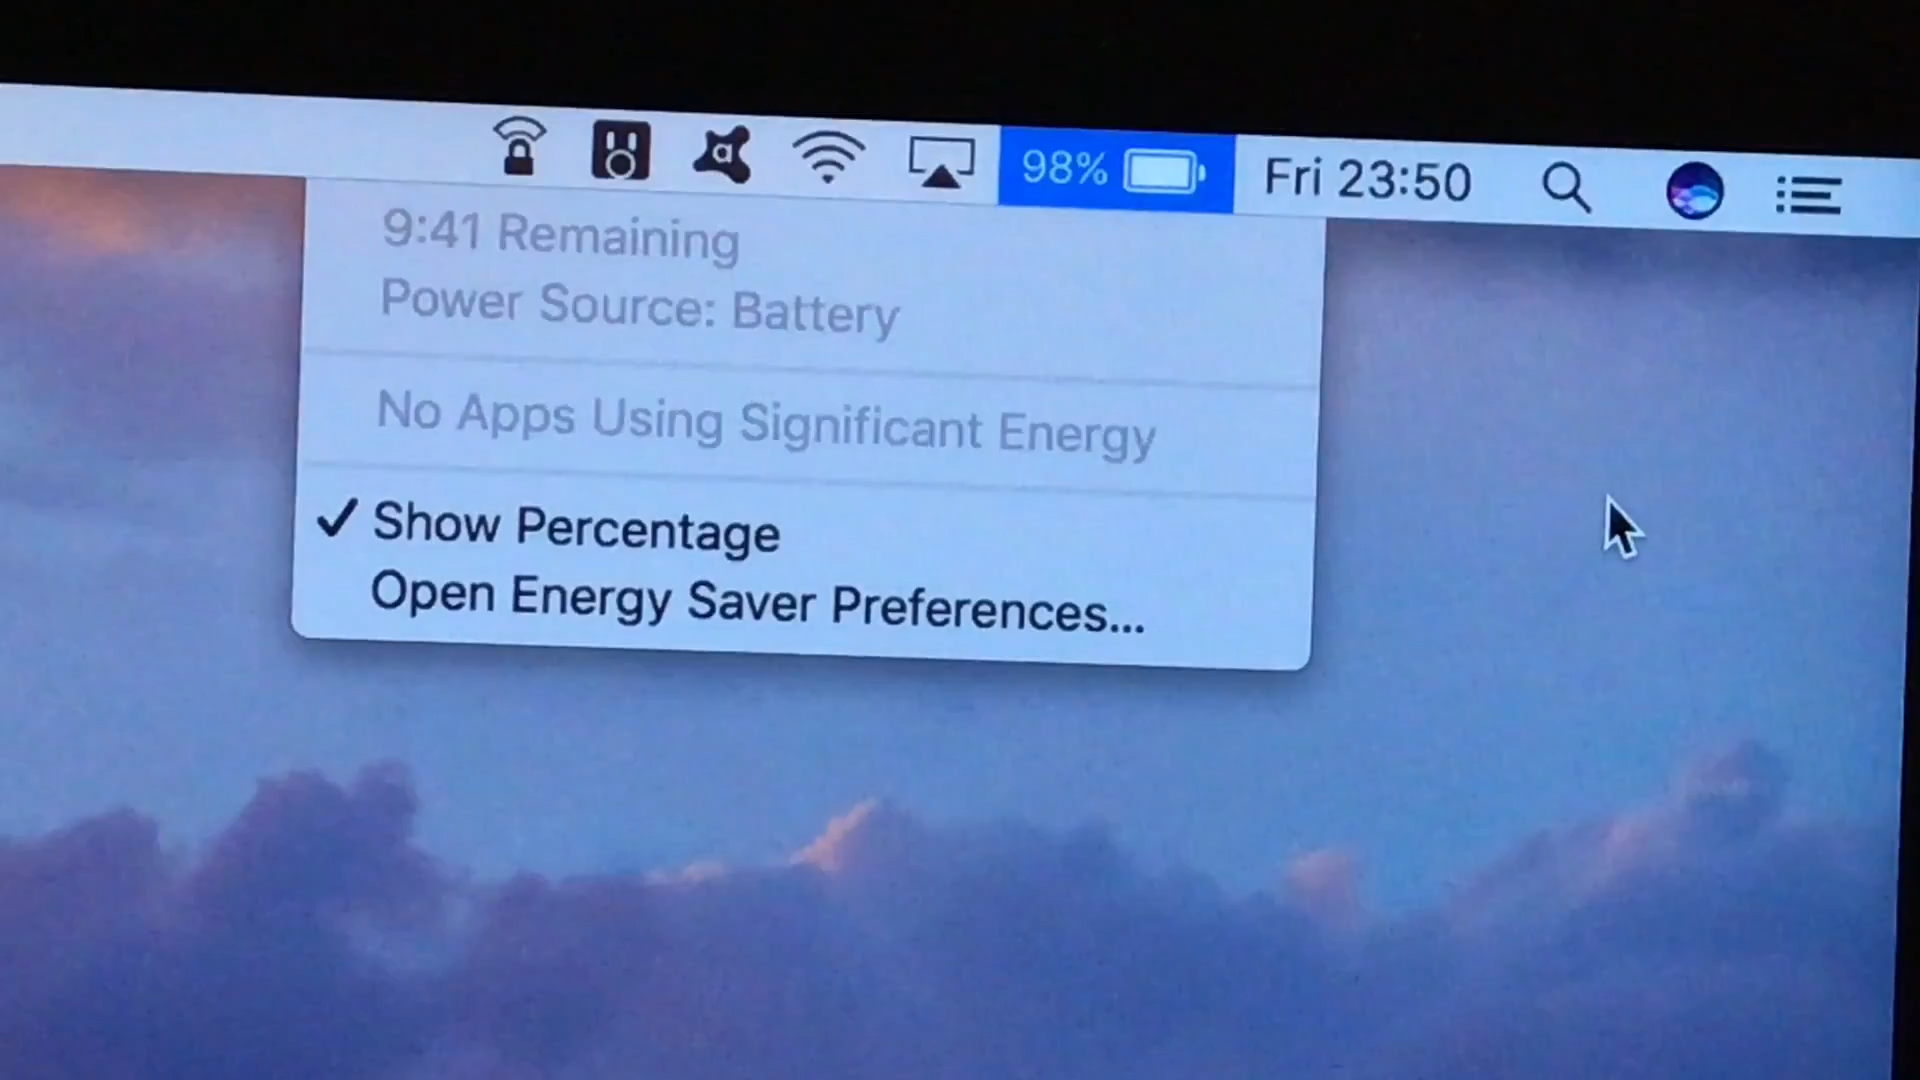 98% Fri 23:50
9:41 Remaining
Power Source: Battery
No Apps Using Significant Energy
✓ Show Percentage
Open Energy Saver Preferences...